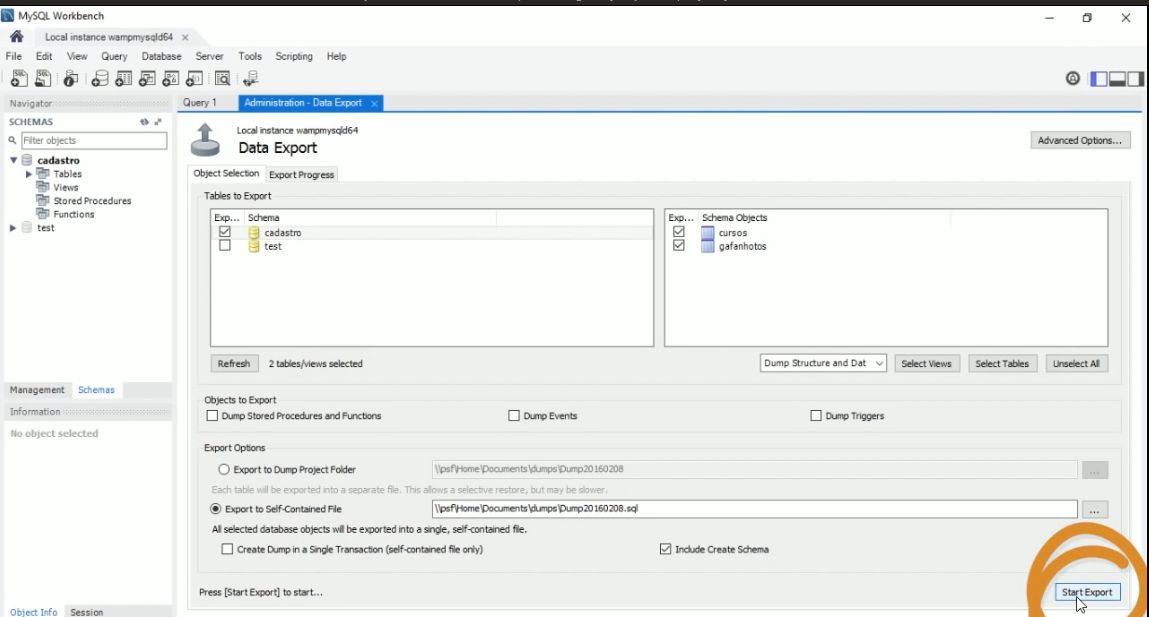 MySQL Workbench
Local instance wampmysqld64
File Edit View Query Database Server Tools Scripting Help
Navigator
SCHEMAS
Filter objects
cadastro
Tables
Views
Stored Procedures
Functions
test
Management Schemas
Information
No object selected
Object Info Session
Query 1 Administration - Data Export
Local instance wampmysqld64
Data Export
Advanced Options...
Object Selection Export Progress
Tables to Export
Exp... Schema
cadastro
test
Exp... Schema Objects
cursos
gafanhotos
Refresh 2 tables/views selected Dump Structure and Dat Select Views Select Tables Unselect All
Objects to Export
Dump Stored Procedures and Functions Dump Events Dump Triggers
Export Options
Export to Dump Project Folder \\psf\Home\Documents\dumps\Dump20160208 ...
Each table will be exported into a separate file. This allows a selective restore, but may be slower.
Export to Self-Contained File \\psf\Home\Documents\dumps\Dump20160208.sql ...
All selected database objects will be exported into a single, self-contained file.
Create Dump in a Single Transaction (self-contained file only) Include Create Schema
Press [Start Export] to start...
Start Export